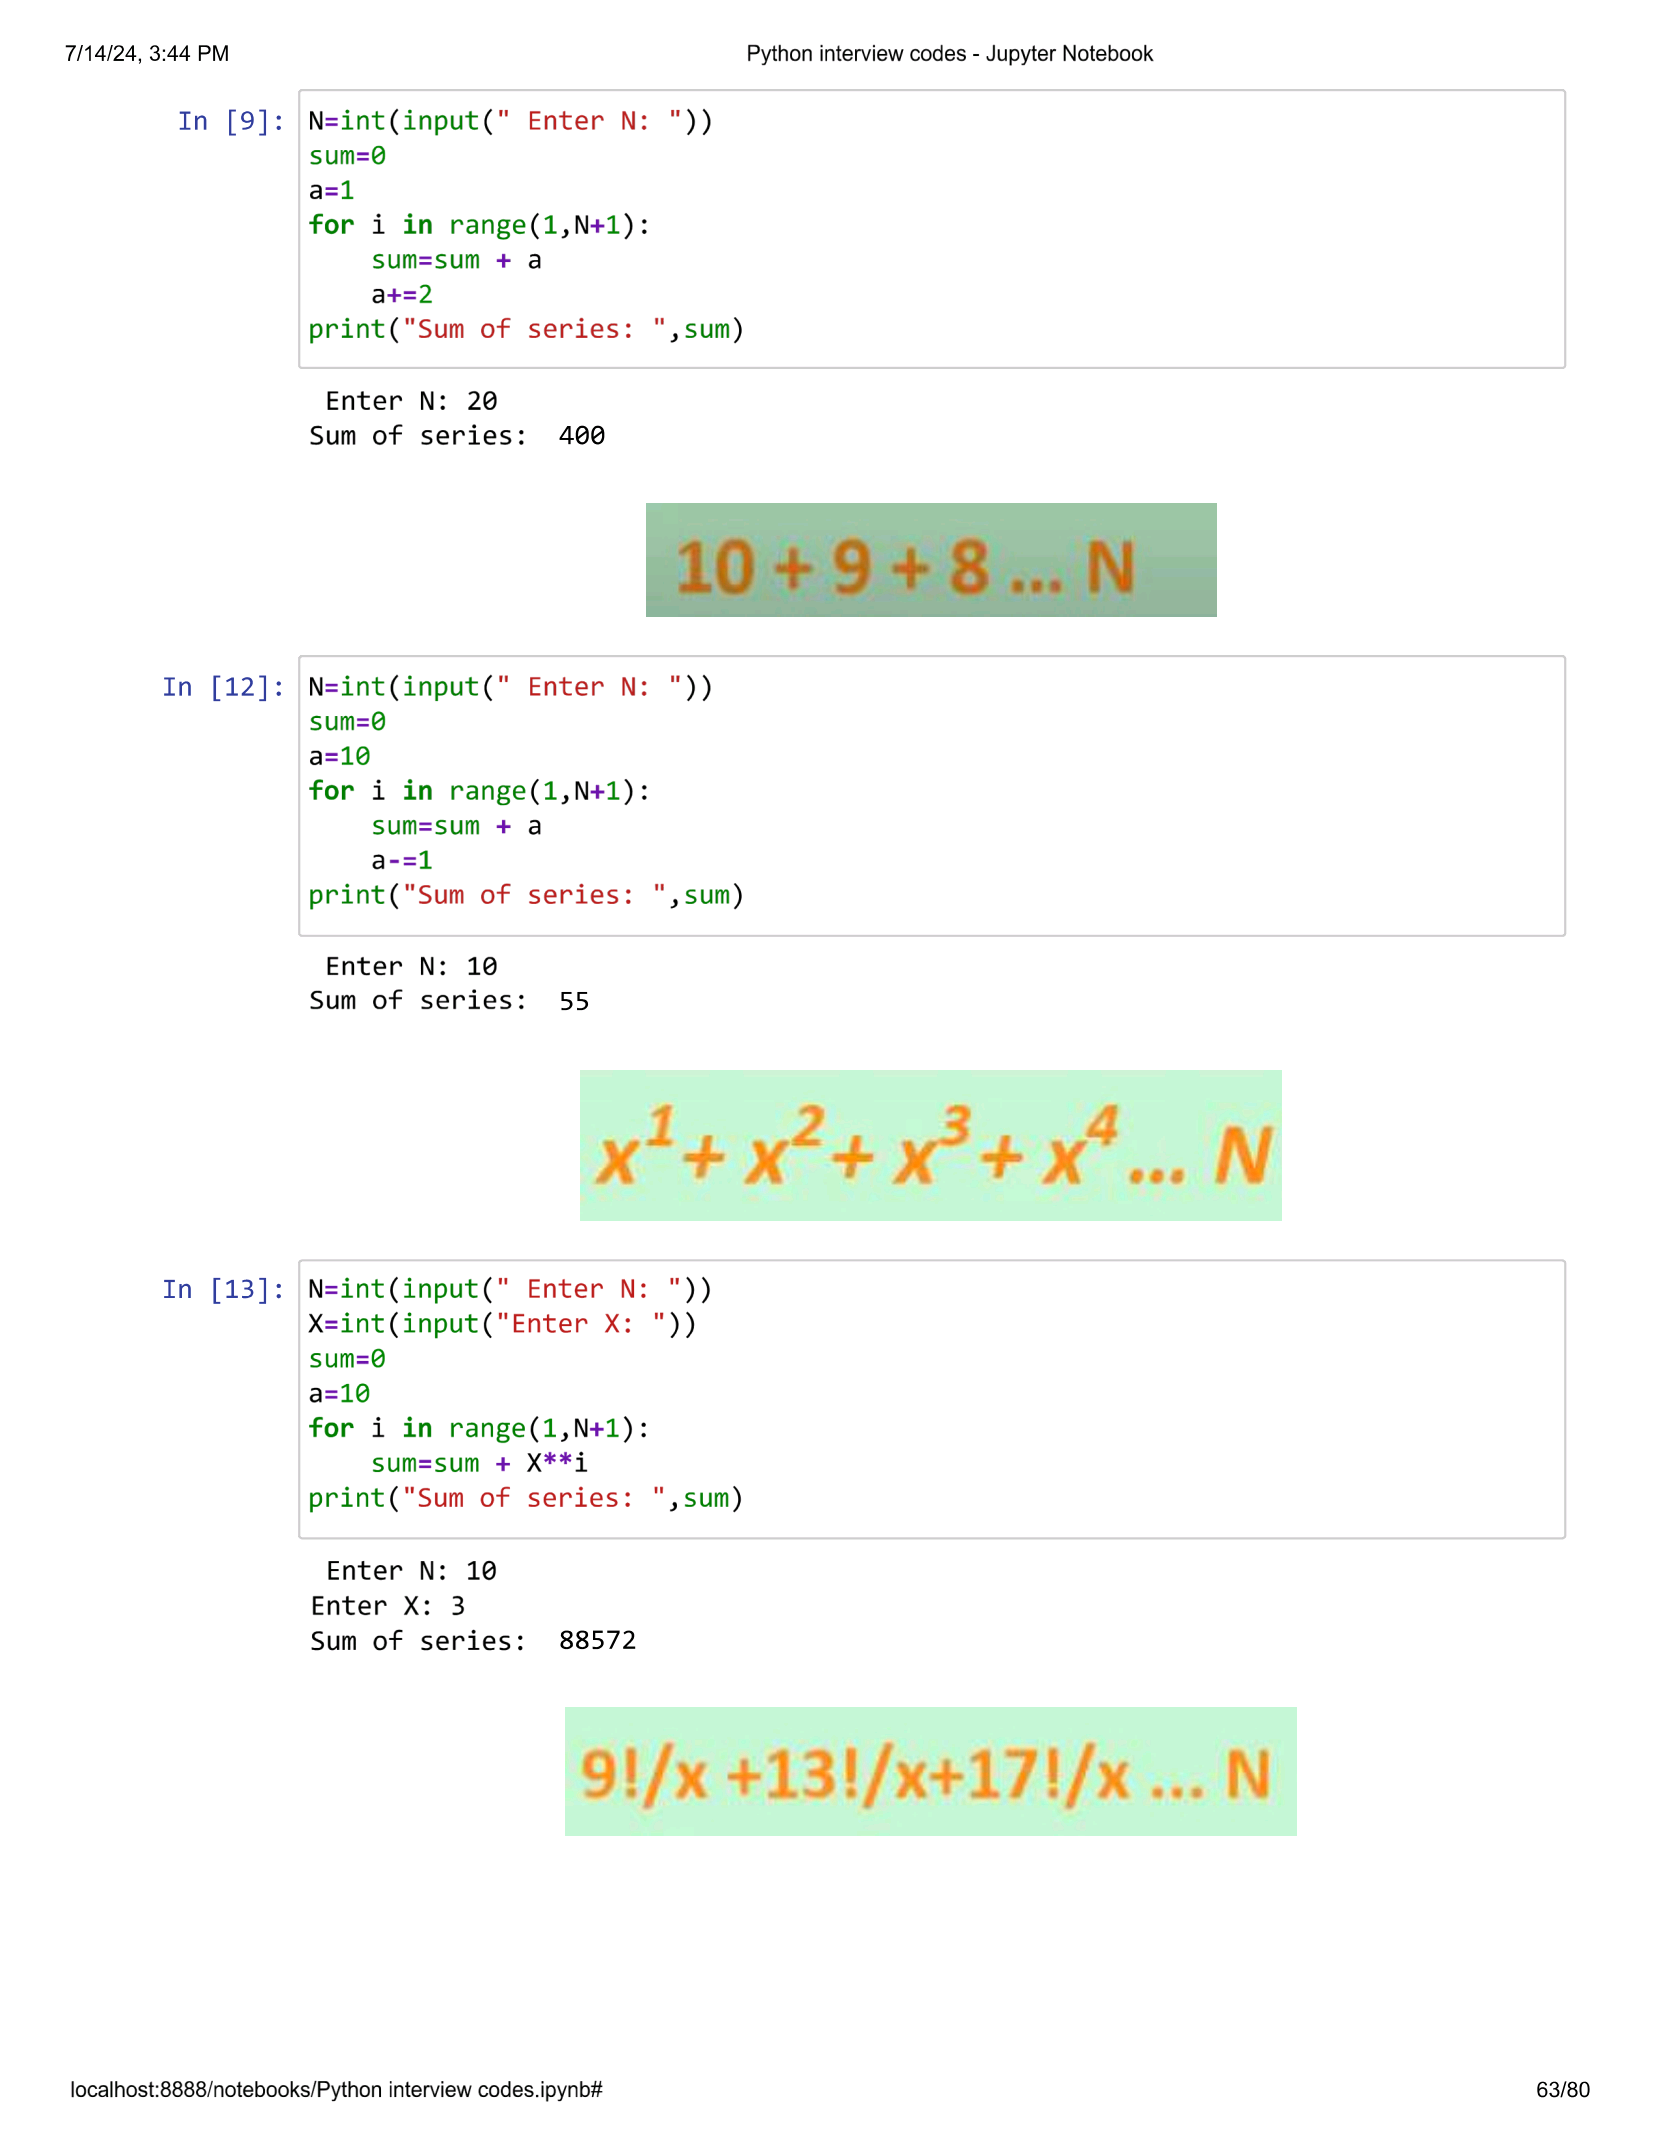 7/14/24, 3:44 PM Python interview codes - Jupyter Notebook
In [9]: N=int(input(" Enter N: "))
sum=0
a=1
for i in range(1,N+1):
    sum=sum + a
    a+=2
print("Sum of series: ",sum)
 Enter N: 20
Sum of series:  400
10 + 9 + 8 ... N
In [12]: N=int(input(" Enter N: "))
sum=0
a=10
for i in range(1,N+1):
    sum=sum + a
    a-=1
print("Sum of series: ",sum)
 Enter N: 10
Sum of series:  55
x¹+ x²+ x³+ x⁴... N
In [13]: N=int(input(" Enter N: "))
X=int(input("Enter X: "))
sum=0
a=10
for i in range(1,N+1):
    sum=sum + X**i
print("Sum of series: ",sum)
 Enter N: 10
Enter X: 3
Sum of series:  88572
9!/x +13!/x+17!/x ... N
localhost:8888/notebooks/Python interview codes.ipynb# 63/80